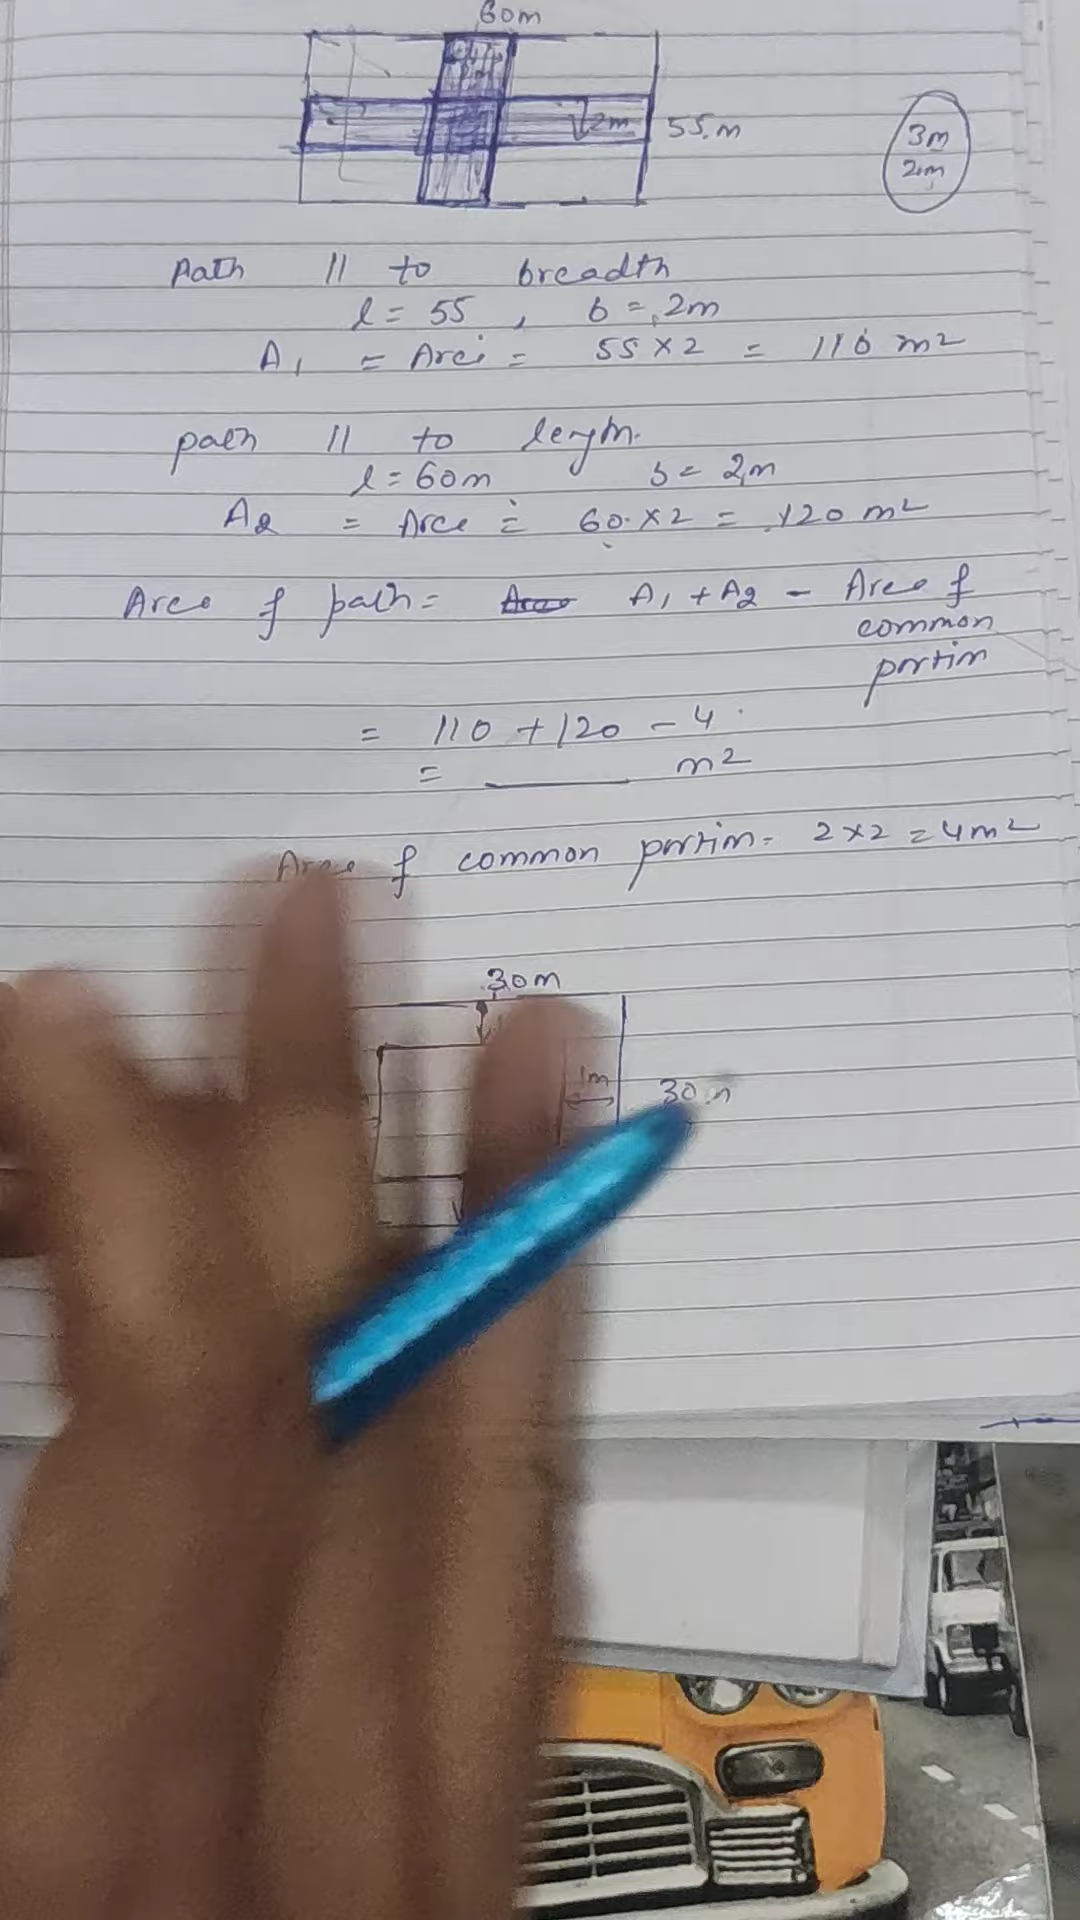 60m
2m
55m
3m
2m
Path || to breadth
l = 55 , b = 2m
A1 = Area = 55 x 2 = 110 m2
path || to length.
l = 60m b = 2m
A2 = Area = 60 x 2 = 120 m2
Area of path = A1 + A2 - Area of
common
portion
= 110 + 120 - 4
= ______ m2
Area of common portion = 2 x 2 = 4m2
30m
1m
30m